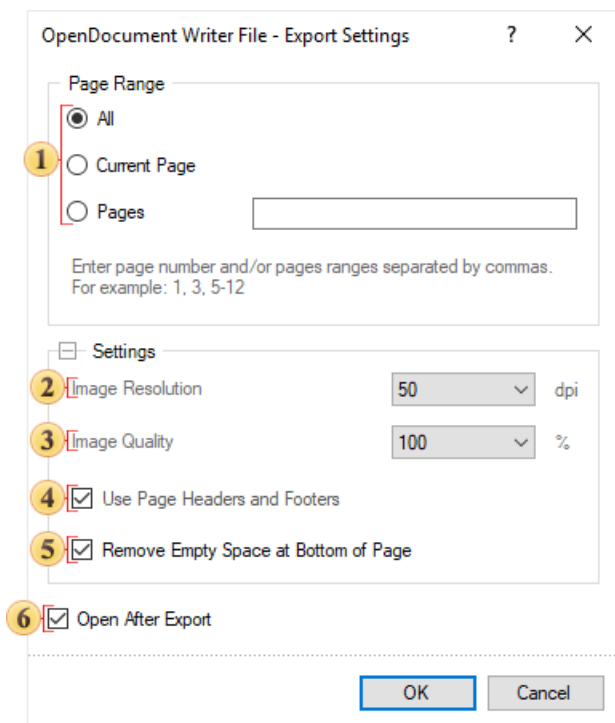 OpenDocument Writer File - Export Settings ?
Page Range
All
1 Current Page
Pages
Enter page number and/or pages ranges separated by commas.
For example: 1, 3, 5-12
Settings
2 Image Resolution 50 dpi
3 Image Quality 100 %
4 Use Page Headers and Footers
5 Remove Empty Space at Bottom of Page
6 Open After Export
OK Cancel